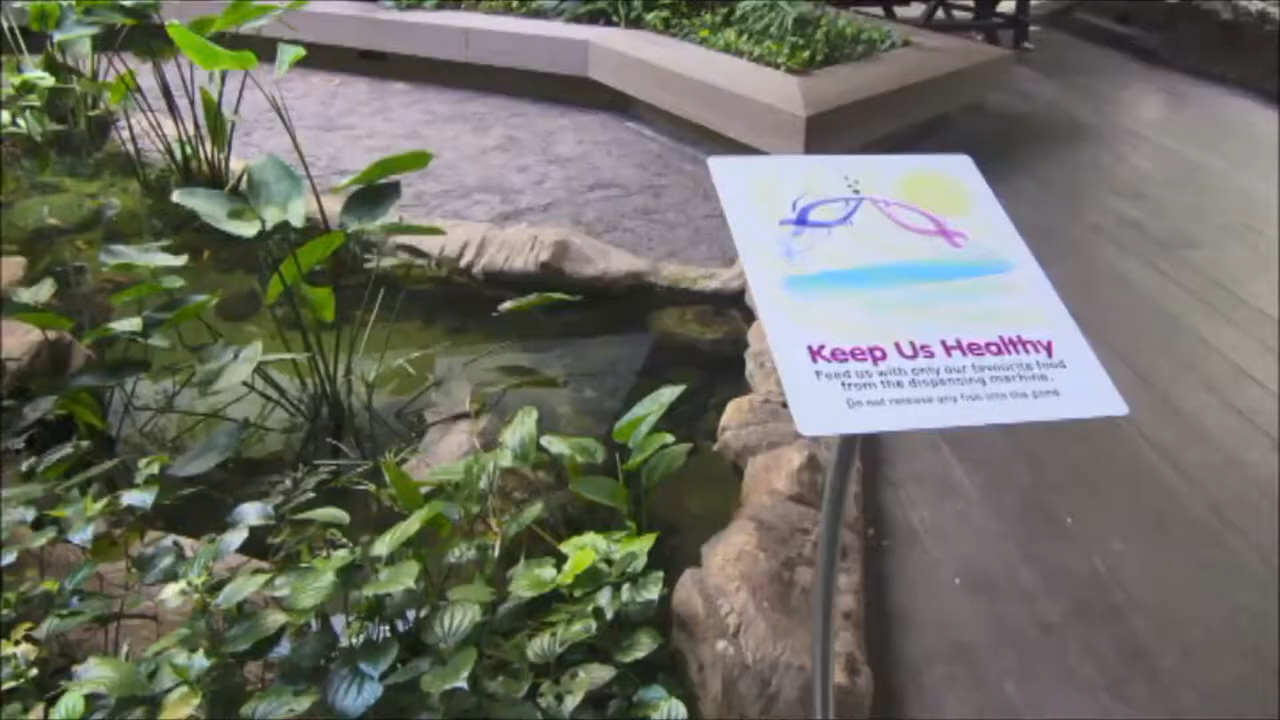 Keep Us Healthy
Feed us with only our favourite food
from the dispensing machine.
Do not release any fish into the pond